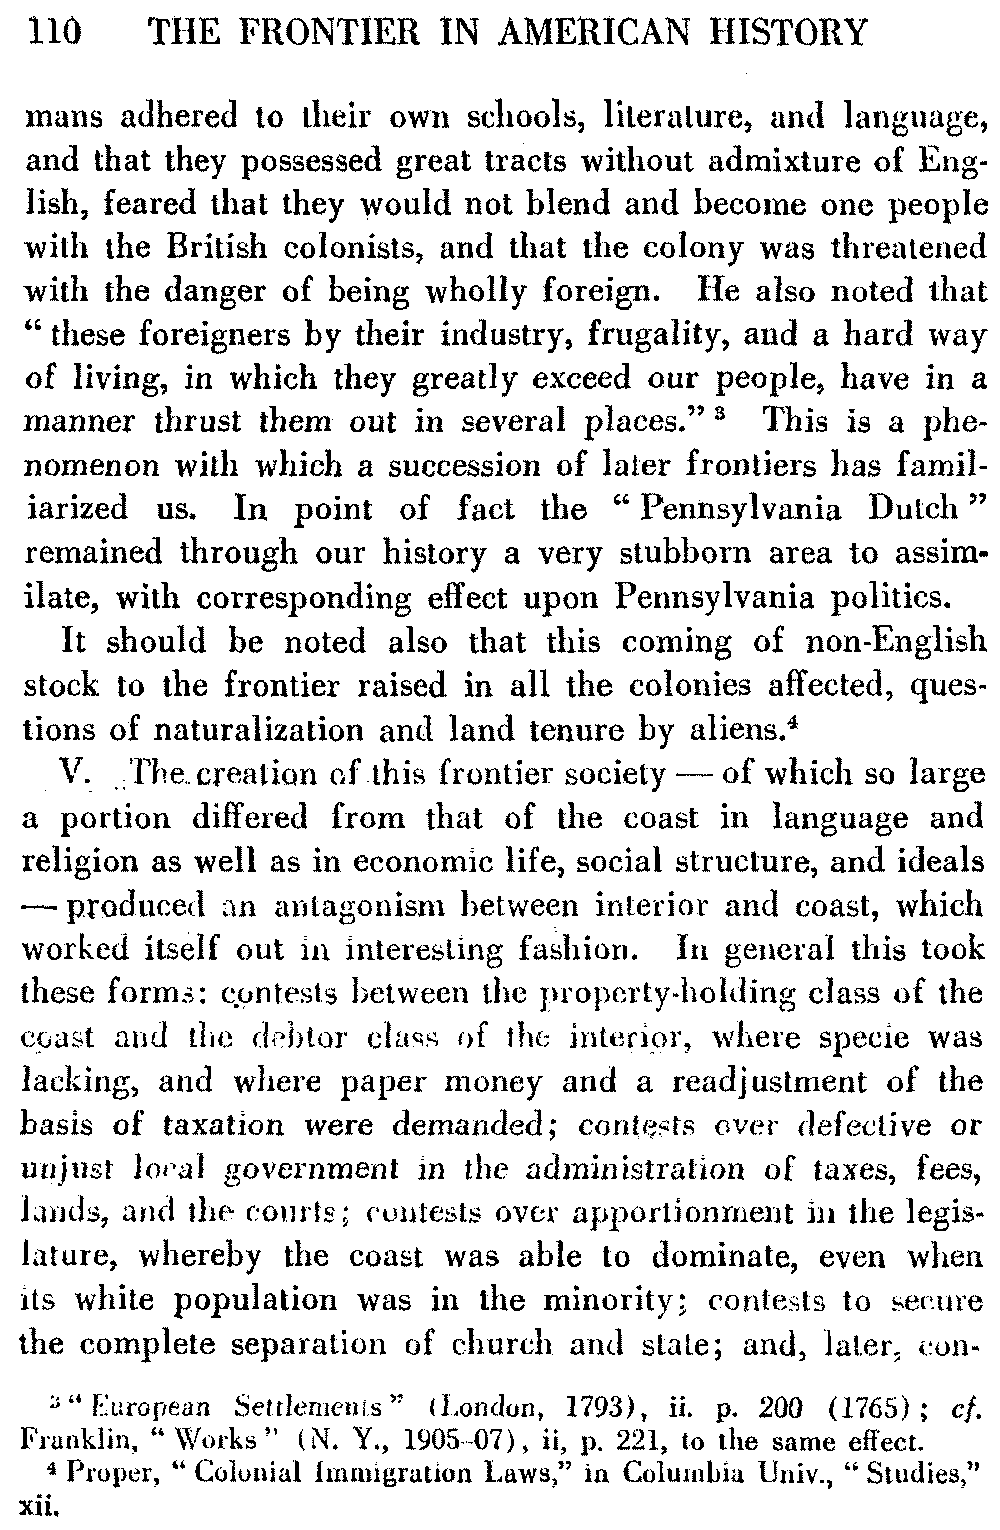 110 THE FRONTIER IN AMERICAN HISTORY
mans adhered to their own schools, literature, and language,
and that they possessed great tracts without admixture of Eng-
lish, feared that they would not blend and become one people
with the British colonists, and that the colony was threatened
with the danger of being wholly foreign. He also noted that
“ these foreigners by their industry, frugality, and a hard way
of living, in which they greatly exceed our people, have in a
manner thrust them out in several places.” ³ This is a phe-
nomenon with which a succession of later frontiers has famil-
iarized us. In point of fact the “ Pennsylvania Dutch ”
remained through our history a very stubborn area to assim-
ilate, with corresponding effect upon Pennsylvania politics.
It should be noted also that this coming of non-English
stock to the frontier raised in all the colonies affected, ques-
tions of naturalization and land tenure by aliens.⁴
V. The creation of this frontier society — of which so large
a portion differed from that of the coast in language and
religion as well as in economic life, social structure, and ideals
— produced an antagonism between interior and coast, which
worked itself out in interesting fashion. In general this took
these forms: contests between the property-holding class of the
coast and the debtor class of the interior, where specie was
lacking, and where paper money and a readjustment of the
basis of taxation were demanded; contests over defective or
unjust local government in the administration of taxes, fees,
lands, and the courts; contests over apportionment in the legis-
lature, whereby the coast was able to dominate, even when
its white population was in the minority; contests to secure
the complete separation of church and state; and, later, con-
³ “ European Settlements ” (London, 1793), ii. p. 200 (1765) ; cf.
Franklin, “ Works ” (N. Y., 1905–07), ii, p. 221, to the same effect.
⁴ Proper, “ Colonial Immigration Laws,” in Columbia Univ., “ Studies,”
xii.